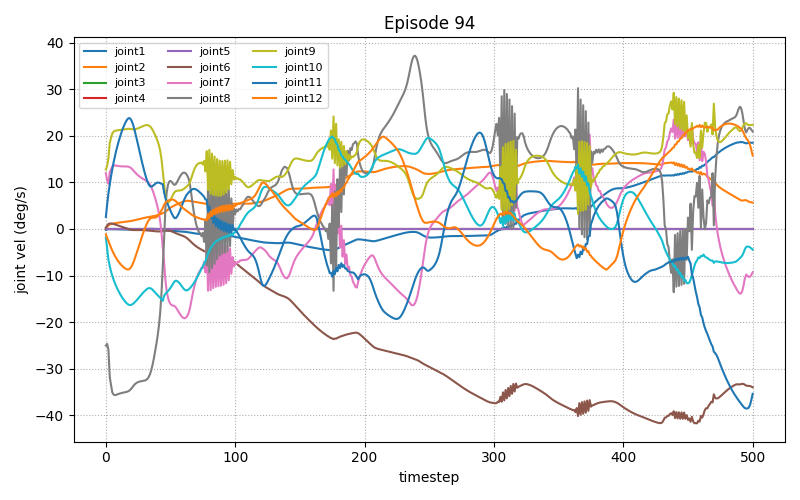 Episode 94
joint vel (deg/s)
40
30
20
10
0
−10
−20
−30
−40
joint1
joint2
joint3
joint4
joint5
joint6
joint7
joint8
joint9
joint10
joint11
joint12
0
100
200
300
400
500
timestep